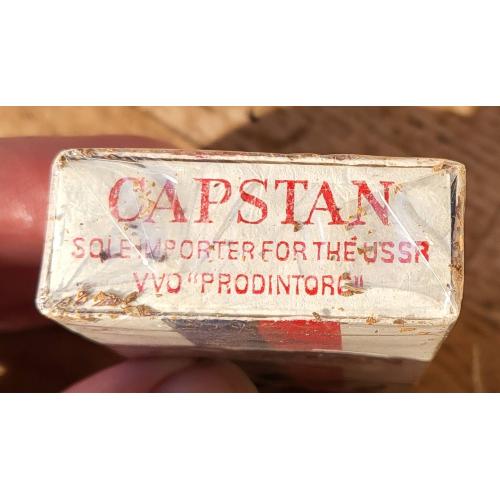 CAPSTAN
SOLE IMPORTER FOR THE USSR
VVO "PRODINTORG"